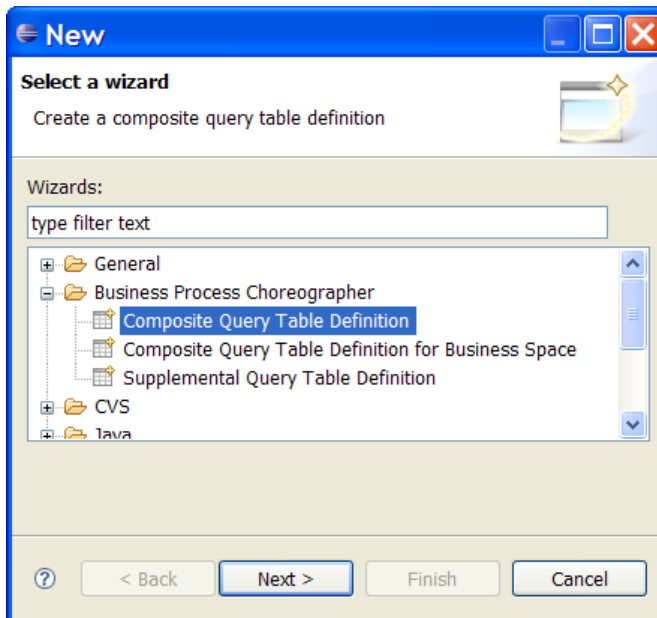 New
Select a wizard
Create a composite query table definition
Wizards:
type filter text
General
Business Process Choreographer
Composite Query Table Definition
Composite Query Table Definition for Business Space
Supplemental Query Table Definition
CVS
Java
? < Back Next > Finish Cancel